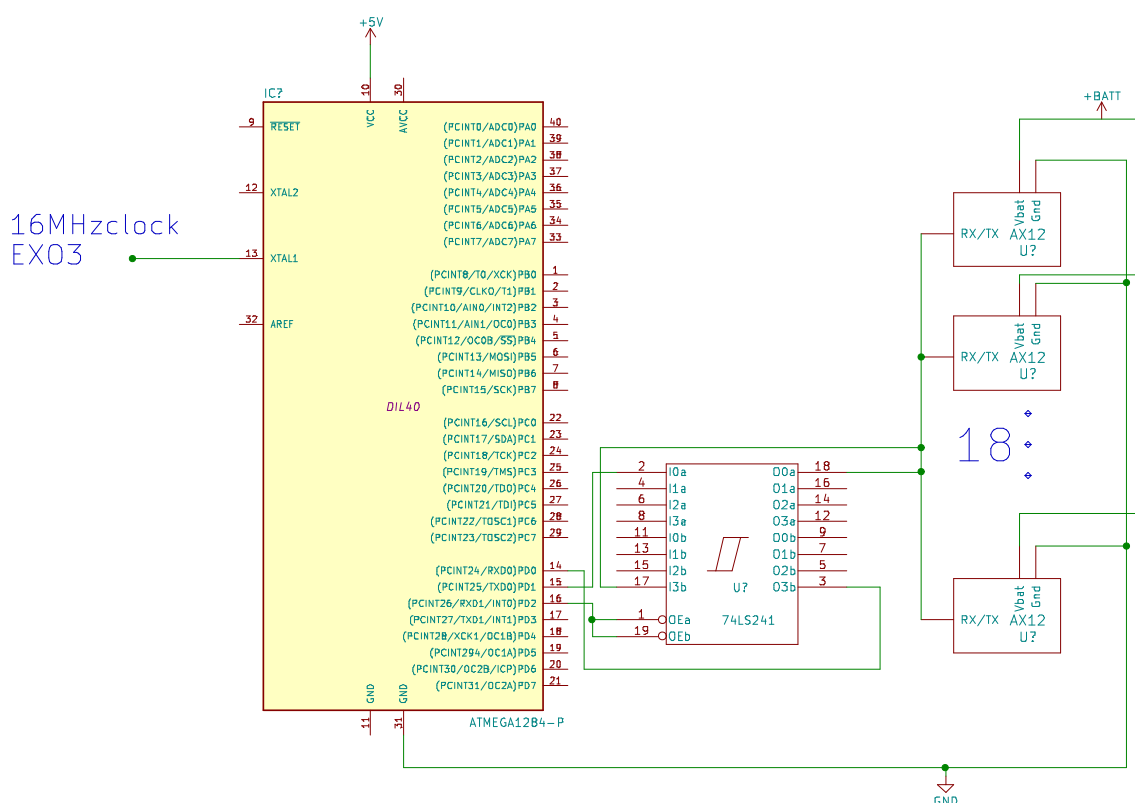 +5V
IC?
10
VCC
30
AVCC
9 RESET
12 XTAL2
16MHzclock
EXO3
13 XTAL1
32 AREF
DIL40
(PCINT0/ADC0)PA0 40
(PCINT1/ADC1)PA1 39
(PCINT2/ADC2)PA2 38
(PCINT3/ADC3)PA3 37
(PCINT4/ADC4)PA4 36
(PCINT5/ADC5)PA5 35
(PCINT6/ADC6)PA6 34
(PCINT7/ADC7)PA7 33
(PCINT8/T0/XCK)PB0 1
(PCINT9/CLKO/T1)PB1 2
(PCINT10/AIN0/INT2)PB2 3
(PCINT11/AIN1/OC0)PB3 4
(PCINT12/OC0B/SS)PB4 5
(PCINT13/MOSI)PB5 6
(PCINT14/MISO)PB6 7
(PCINT15/SCK)PB7 8
(PCINT16/SCL)PC0 22
(PCINT17/SDA)PC1 23
(PCINT18/TCK)PC2 24
(PCINT19/TMS)PC3 25
(PCINT20/TDO)PC4 26
(PCINT21/TDI)PC5 27
(PCINT22/TOSC1)PC6 28
(PCINT23/TOSC2)PC7 29
(PCINT24/RXD0)PD0 14
(PCINT25/TXD0)PD1 15
(PCINT26/RXD1/INT0)PD2 16
(PCINT27/TXD1/INT1)PD3 17
(PCINT28/XCK1/OC1B)PD4 18
(PCINT294/OC1A)PD5 19
(PCINT30/OC2B/ICP)PD6 20
(PCINT31/OC2A)PD7 21
GND
11
GND
31
ATMEGA1284-P
2 I0a O0a 18
4 I1a O1a 16
6 I2a O2a 14
8 I3a O3a 12
11 I0b O0b 9
13 I1b O1b 7
15 I2b O2b 5
17 I3b O3b 3
U?
1 OEa
74LS241
19 OEb
+BATT
Vbat
Gnd
RX/TX AX12
U?
Vbat
Gnd
RX/TX AX12
U?
18
Vbat
Gnd
RX/TX AX12
U?
GND